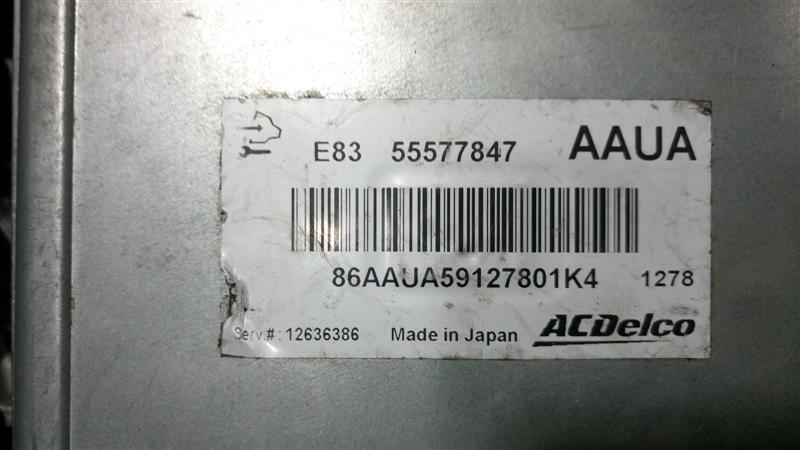 E83 55577847 AAUA
86AAUA59127801K4 1278
Serv.#: 12636386 Made in Japan ACDelco